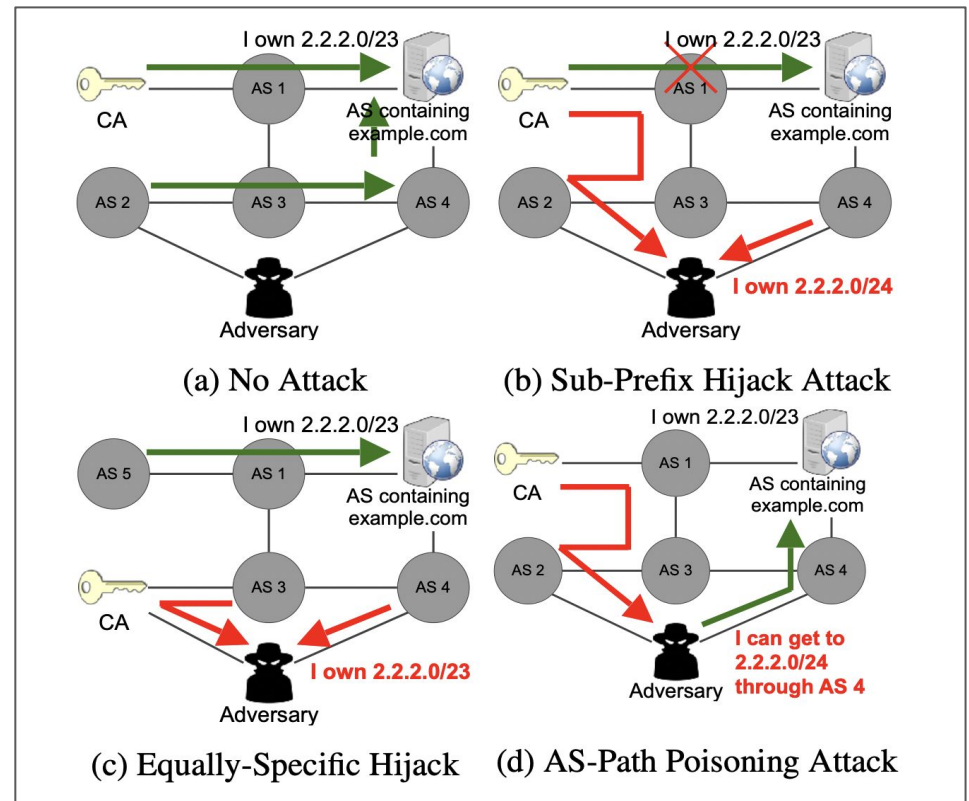 I own 2.2.2.0/23
AS 1
CA
AS containing
example.com
AS 2
AS 3
AS 4
Adversary
(a) No Attack
I own 2.2.2.0/23
AS 1
CA
AS containing
example.com
AS 2
AS 3
AS 4
I own 2.2.2.0/24
Adversary
(b) Sub-Prefix Hijack Attack
I own 2.2.2.0/23
AS 5
AS 1
AS containing
example.com
AS 3
AS 4
CA
I own 2.2.2.0/23
Adversary
(c) Equally-Specific Hijack
I own 2.2.2.0/23
AS 1
CA
AS containing
example.com
AS 2
AS 3
AS 4
I can get to
2.2.2.0/24
through AS 4
Adversary
(d) AS-Path Poisoning Attack